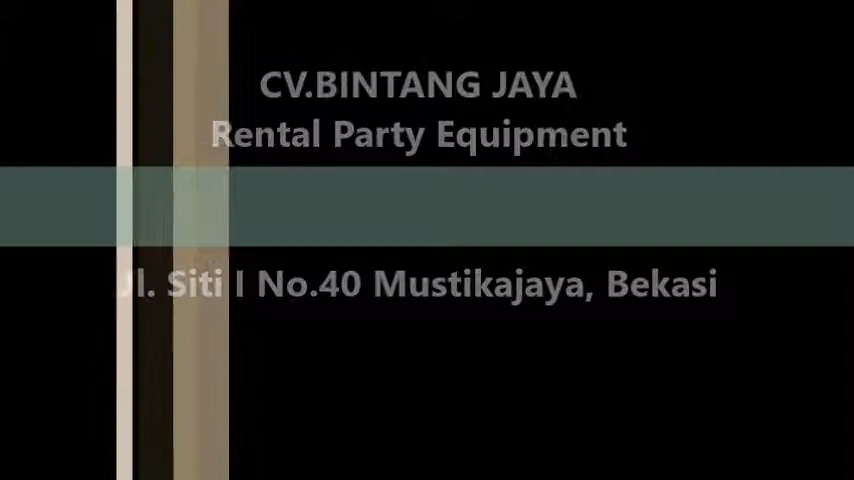 CV.BINTANG JAYA
Rental Party Equipment
Jl. Siti I No.40 Mustikajaya, Bekasi